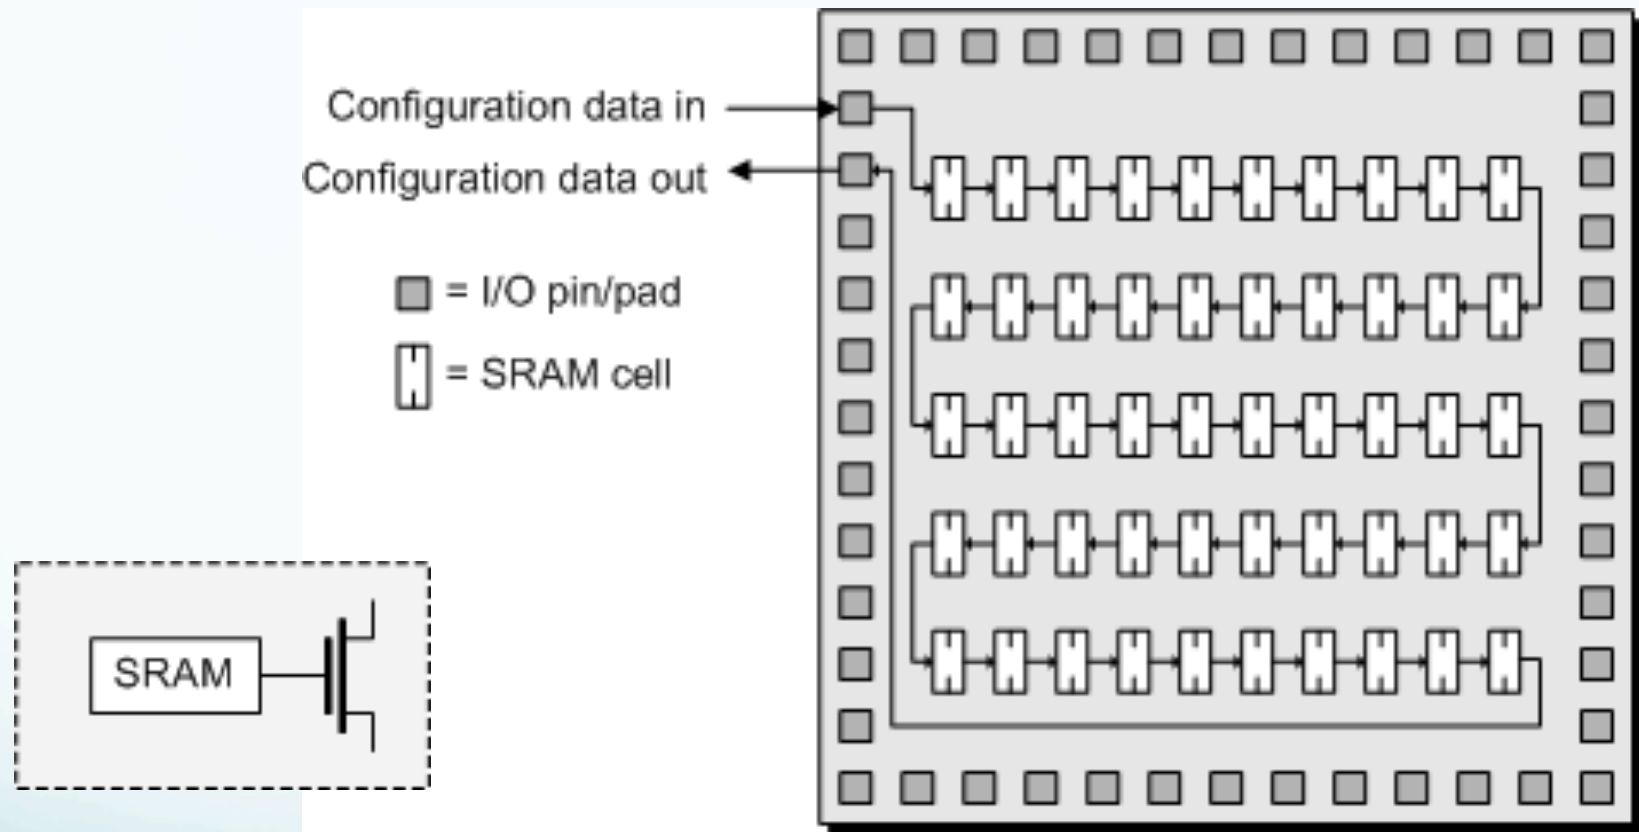 Configuration data in
Configuration data out
= I/O pin/pad
= SRAM cell
SRAM